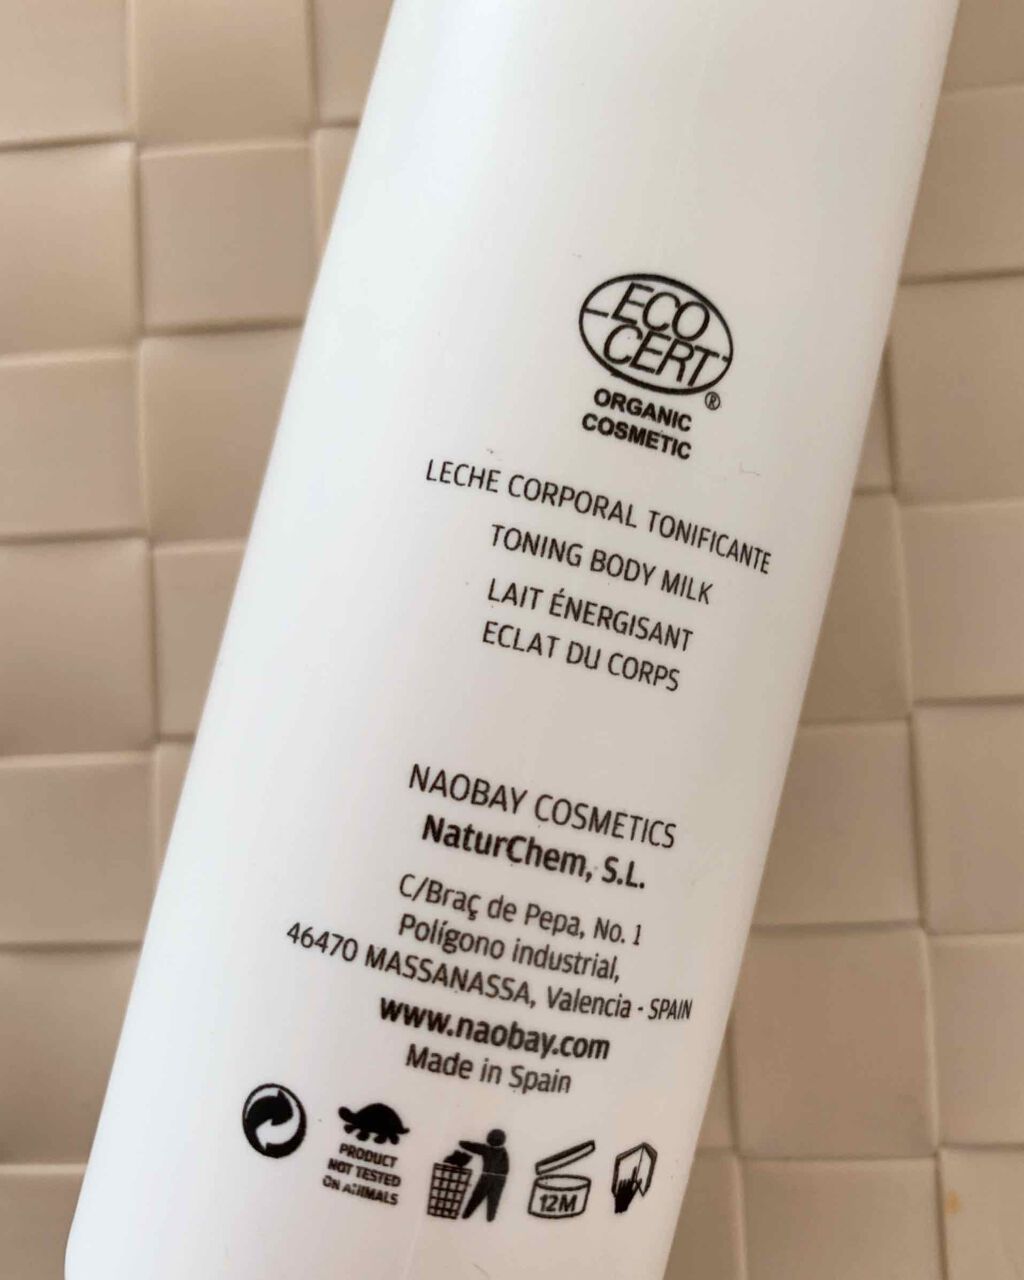 ECO
CERT
®
ORGANIC
COSMETIC
LECHE CORPORAL TONIFICANTE
TONING BODY MILK
LAIT ÉNERGISANT
ECLAT DU CORPS
NAOBAY COSMETICS
NaturChem, S.L.
C/Braç de Pepa, No. 1
Polígono industrial,
46470 MASSANASSA, Valencia - SPAIN
www.naobay.com
Made in Spain
PRODUCT
NOT TESTED
ON ANIMALS
12M